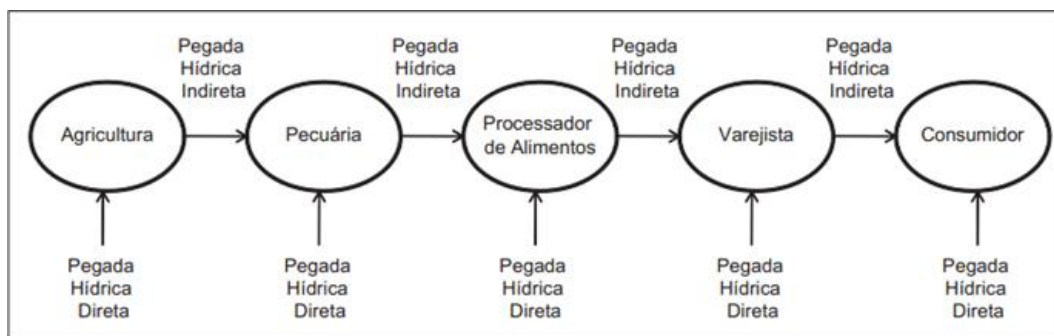 Pegada
Hídrica
Indireta
Pegada
Hídrica
Indireta
Pegada
Hídrica
Indireta
Pegada
Hídrica
Indireta
Agricultura
Pecuária
Processador
de Alimentos
Varejista
Consumidor
Pegada
Hídrica
Direta
Pegada
Hídrica
Direta
Pegada
Hídrica
Direta
Pegada
Hídrica
Direta
Pegada
Hídrica
Direta